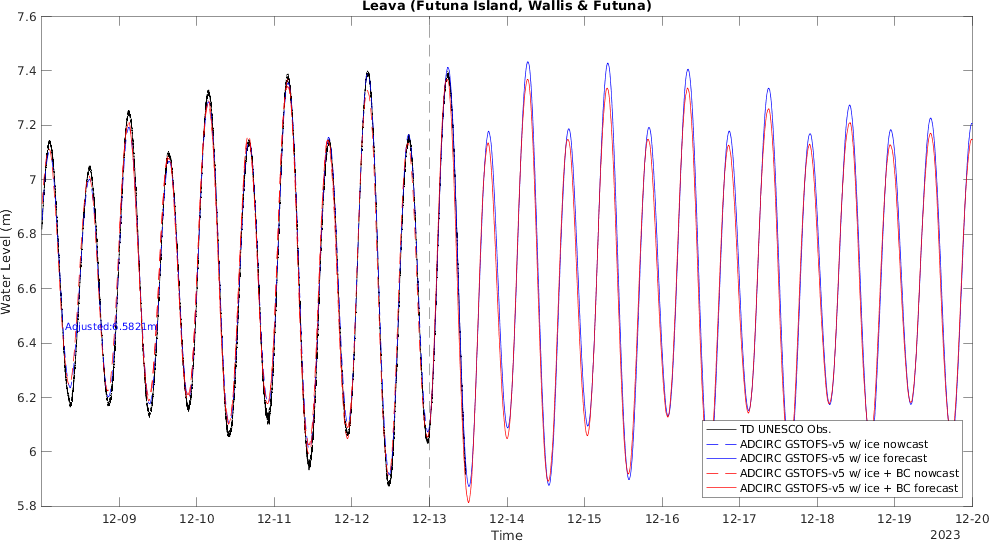 Leava (Futuna Island, Wallis & Futuna)
7.6
7.4
7.2
7
6.8
6.6
6.4
6.2
6
5.8
Water Level (m)
Adjusted:6.5821m
TD UNESCO Obs.
ADCIRC GSTOFS-v5 w/ ice nowcast
ADCIRC GSTOFS-v5 w/ ice forecast
ADCIRC GSTOFS-v5 w/ ice + BC nowcast
ADCIRC GSTOFS-v5 w/ ice + BC forecast
12-09 12-10 12-11 12-12 12-13 12-14 12-15 12-16 12-17 12-18 12-19 12-20
Time
2023